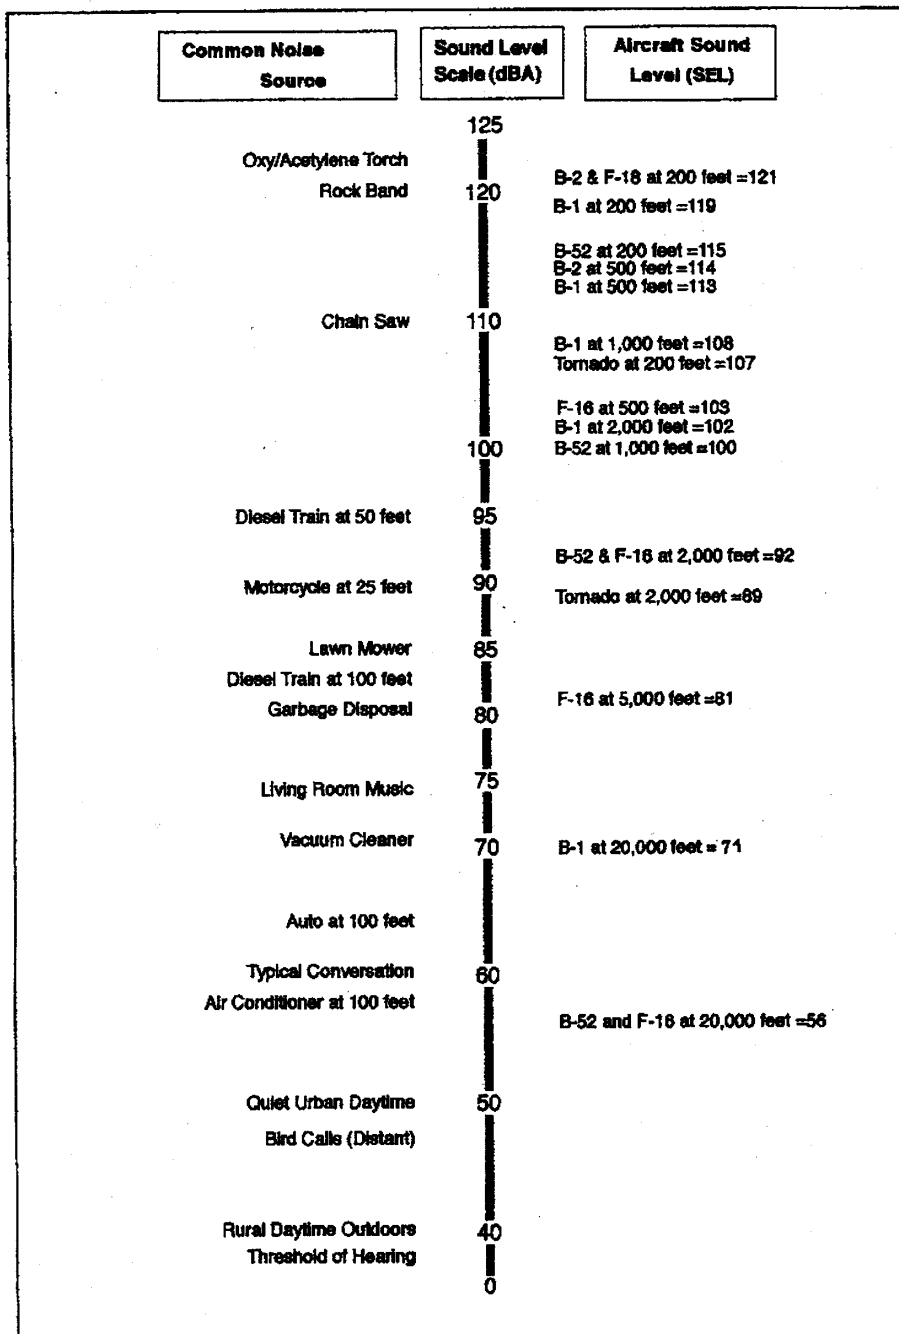 Common Noise
Source
Oxy/Acetylene Torch
Rock Band
Chain Saw
Diesel Train at 50 feet
Motorcycle at 25 feet
Lawn Mower
Diesel Train at 100 feet
Garbage Disposal
Living Room Music
Vacuum Cleaner
Auto at 100 feet
Typical Conversation
Air Conditioner at 100 feet
Quiet Urban Daytime
Bird Calls (Distant)
Rural Daytime Outdoors
Threshold of Hearing
Sound Level
Scale (dBA)
125
120
110
100
95
90
85
80
75
70
60
50
40
0
Aircraft Sound
Level (SEL)
B-2 & F-16 at 200 feet =121
B-1 at 200 feet =119
B-52 at 200 feet =115
B-2 at 500 feet =114
B-1 at 500 feet =113
B-1 at 1,000 feet =108
Tornado at 200 feet =107
F-16 at 500 feet =103
B-1 at 2,000 feet =102
B-52 at 1,000 feet =100
B-52 & F-16 at 2,000 feet =92
Tornado at 2,000 feet =89
F-16 at 5,000 feet =81
B-1 at 20,000 feet = 71
B-52 and F-16 at 20,000 feet =56